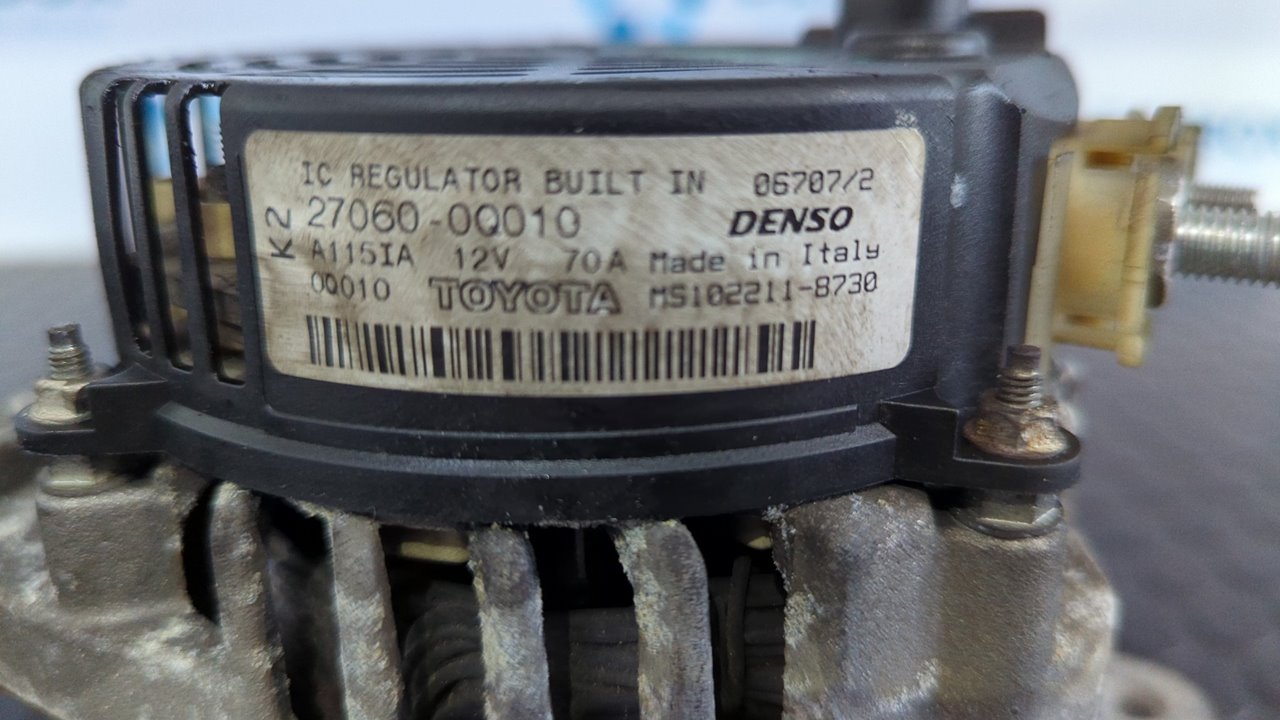 IC REGULATOR BUILT IN 06707/2
K2
27060-0Q010 DENSO
A115IA 12V 70A Made in Italy
0Q010 TOYOTA MS102211-8730